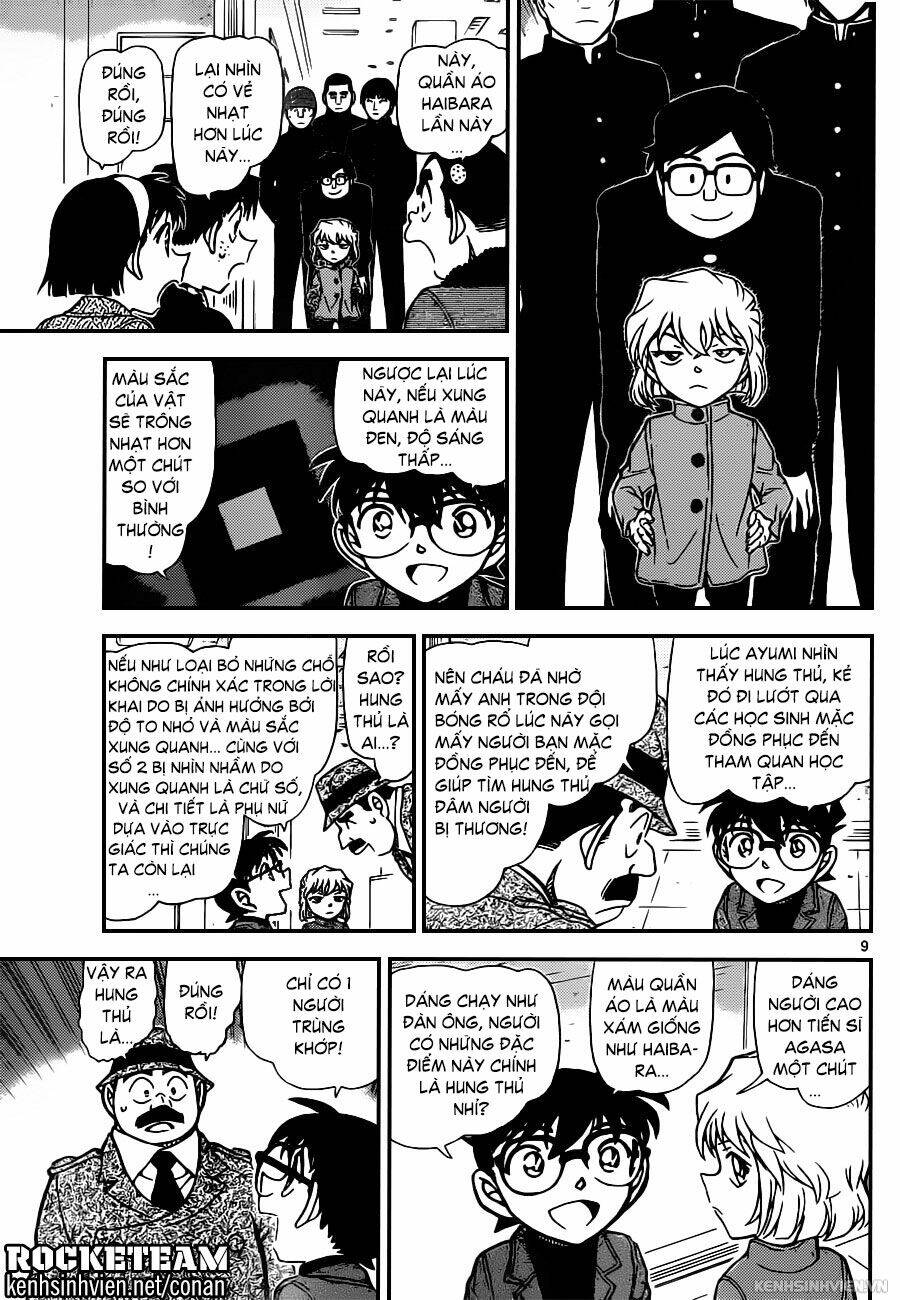 NÀY,
QUẦN ÁO
HAIBARA
LẦN NÀY
...
LẠI NHÌN
CÓ VẺ
NHẠT
HƠN LÚC
NÃY...
ĐÚNG
RỒI,
ĐÚNG
RỒI!
NGƯỢC LẠI LÚC
NÃY, NẾU XUNG
QUANH LÀ MÀU
ĐEN, ĐỘ SÁNG
THẤP...
MÀU SẮC
CỦA VẬT
SẼ TRÔNG
NHẠT HƠN
MỘT CHÚT
SO VỚI
BÌNH
THƯỜNG
!
LÚC AYUMI NHÌN
THẤY HUNG THỦ, KẺ
ĐÓ ĐI LƯỚT QUA
CÁC HỌC SINH MẶC
ĐỒNG PHỤC ĐẾN
THAM QUAN HỌC
TẬP...
NÊN CHÁU ĐÃ NHỜ
MẤY ANH TRONG ĐỘI
BÓNG RỔ LÚC NÃY GỌI
MẤY NGƯỜI BẠN MẶC
ĐỒNG PHỤC ĐẾN, ĐỂ
GIÚP TÌM HUNG THỦ
ĐÂM NGƯỜI
BỊ THƯƠNG!
RỒI
SAO?
HUNG
THỦ LÀ
AI...?
NẾU NHƯ LOẠI BỎ NHỮNG CHỖ
KHÔNG CHÍNH XÁC TRONG LỜI
KHAI DO BỊ ẢNH HƯỞNG BỞI
ĐỘ TO NHỎ VÀ MÀU SẮC
XUNG QUANH... CÙNG VỚI
SỐ 2 BỊ NHÌN NHẦM DO
XUNG QUANH LÀ CHỮ SỐ,
VÀ CHI TIẾT LÀ PHỤ NỮ
DỰA VÀO TRỰC
GIÁC THÌ CHÚNG
TA CÒN LẠI
...
9
DÁNG
NGƯỜI CAO
HƠN TIẾN SĨ
AGASA
MỘT CHÚT
MÀU QUẦN
ÁO LÀ MÀU
XÁM GIỐNG
NHƯ HAIBA-
RA...
DÁNG CHẠY NHƯ
ĐÀN ÔNG, NGƯỜI
CÓ NHỮNG ĐẶC
ĐIỂM NÀY CHÍNH
LÀ HUNG THỦ
NHỈ?
CHỈ CÓ 1
NGƯỜI
TRÙNG
KHỚP!
ĐÚNG
RỒI!
VẬY RA
HUNG
THỦ
LÀ...
ROCKETEAM
kenhsinhvien.net/conan
KENHSINHVIEN.VN